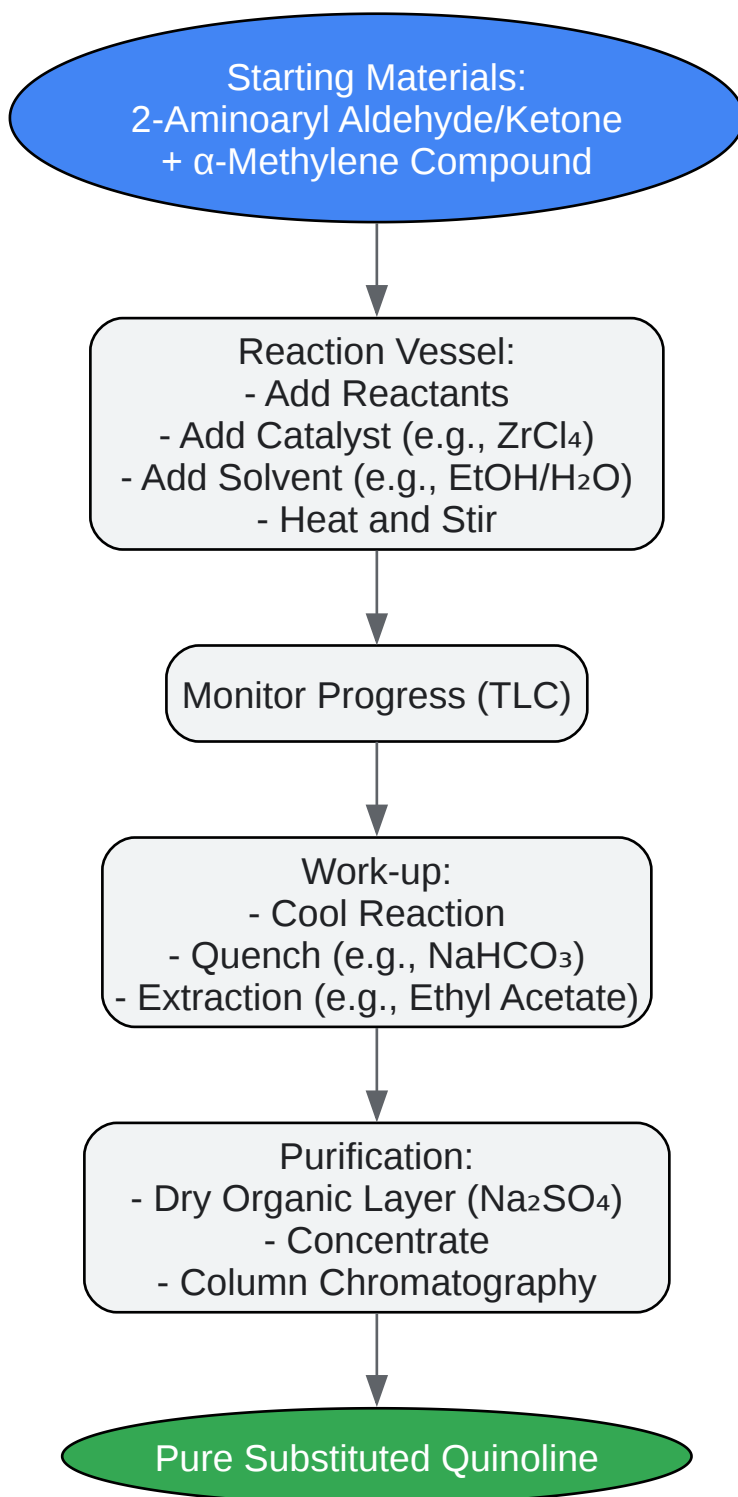 Starting Materials:
2-Aminoaryl Aldehyde/Ketone
+ α-Methylene Compound
Reaction Vessel:
- Add Reactants
- Add Catalyst (e.g., ZrCl₄)
- Add Solvent (e.g., EtOH/H₂O)
- Heat and Stir
Monitor Progress (TLC)
Work-up:
- Cool Reaction
- Quench (e.g., NaHCO₃)
- Extraction (e.g., Ethyl Acetate)
Purification:
- Dry Organic Layer (Na₂SO₄)
- Concentrate
- Column Chromatography
Pure Substituted Quinoline